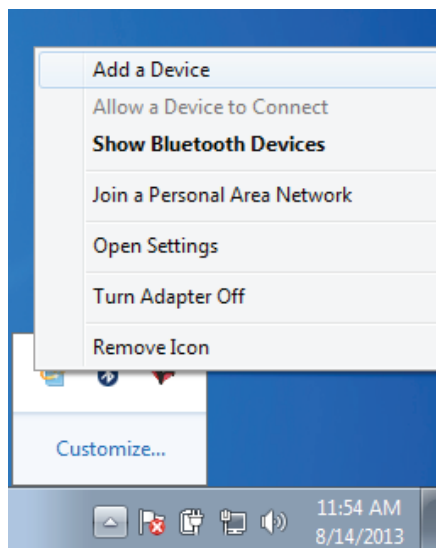 Add a Device
Allow a Device to Connect
Show Bluetooth Devices
Join a Personal Area Network
Open Settings
Turn Adapter Off
Remove Icon
Customize...
11:54 AM
8/14/2013